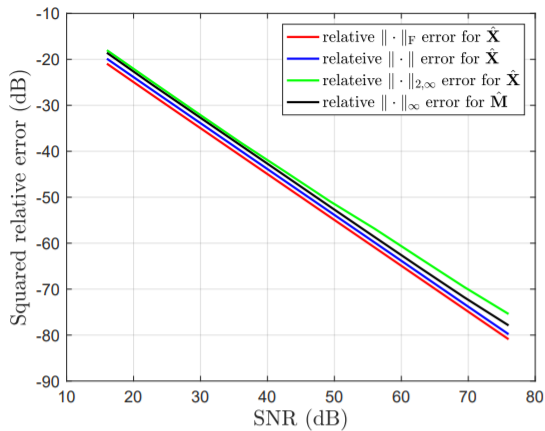 -10
-20
-30
-40
-50
-60
-70
-80
-90
10
20
30
40
50
60
70
80
Squared relative error (dB)
SNR (dB)
relative ‖ · ‖_F error for X̂
relateive ‖ · ‖ error for X̂
relateive ‖ · ‖_{2,∞} error for X̂
relative ‖ · ‖_∞ error for M̂